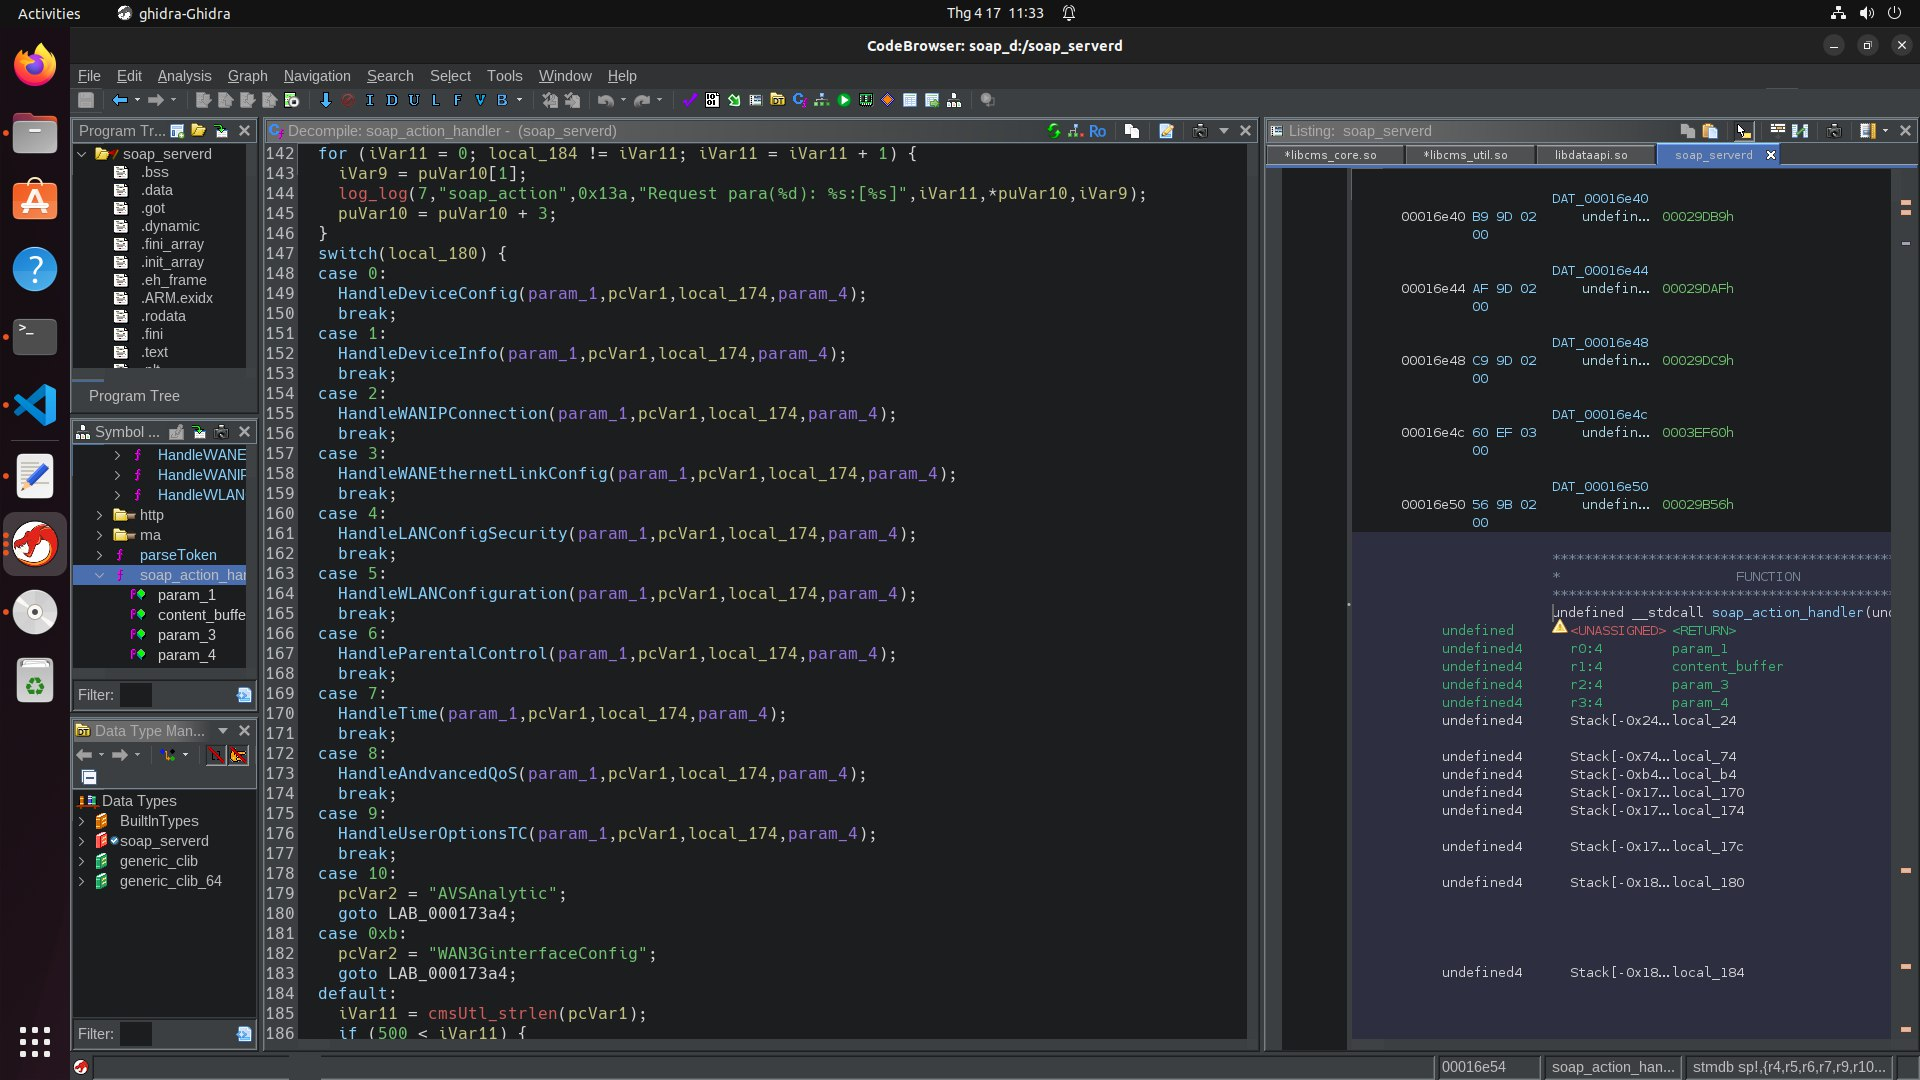 Activities
ghidra-Ghidra
Thg 4 17 11:33
CodeBrowser: soap_d:/soap_serverd
File Edit Analysis Graph Navigation Search Select Tools Window Help
I D U L F V B
Program Tr...
soap_serverd
.bss
.data
.got
.dynamic
.fini_array
.init_array
.eh_frame
.ARM.exidx
.rodata
.fini
.text
Program Tree
Symbol ...
HandleWANE
HandleWANIF
HandleWLAN
http
ma
parseToken
soap_action_har
param_1
content_buffe
param_3
param_4
Filter:
Data Type Man...
Data Types
BuiltInTypes
soap_serverd
generic_clib
generic_clib_64
Filter:
Decompile: soap_action_handler - (soap_serverd)
Ro
142 for (iVar11 = 0; local_184 != iVar11; iVar11 = iVar11 + 1) {
143 iVar9 = puVar10[1];
144 log_log(7,"soap_action",0x13a,"Request para(%d): %s:[%s]",iVar11,*puVar10,iVar9);
145 puVar10 = puVar10 + 3;
146 }
147 switch(local_180) {
148 case 0:
149 HandleDeviceConfig(param_1,pcVar1,local_174,param_4);
150 break;
151 case 1:
152 HandleDeviceInfo(param_1,pcVar1,local_174,param_4);
153 break;
154 case 2:
155 HandleWANIPConnection(param_1,pcVar1,local_174,param_4);
156 break;
157 case 3:
158 HandleWANEthernetLinkConfig(param_1,pcVar1,local_174,param_4);
159 break;
160 case 4:
161 HandleLANConfigSecurity(param_1,pcVar1,local_174,param_4);
162 break;
163 case 5:
164 HandleWLANConfiguration(param_1,pcVar1,local_174,param_4);
165 break;
166 case 6:
167 HandleParentalControl(param_1,pcVar1,local_174,param_4);
168 break;
169 case 7:
170 HandleTime(param_1,pcVar1,local_174,param_4);
171 break;
172 case 8:
173 HandleAndvancedQoS(param_1,pcVar1,local_174,param_4);
174 break;
175 case 9:
176 HandleUserOptionsTC(param_1,pcVar1,local_174,param_4);
177 break;
178 case 10:
179 pcVar2 = "AVSAnalytic";
180 goto LAB_000173a4;
181 case 0xb:
182 pcVar2 = "WAN3GinterfaceConfig";
183 goto LAB_000173a4;
184 default:
185 iVar11 = cmsUtl_strlen(pcVar1);
186 if (500 < iVar11) {
Listing: soap_serverd
*libcms_core.so *libcms_util.so libdataapi.so soap_serverd
DAT_00016e40
00016e40 B9 9D 02 undefin... 00029DB9h
00
DAT_00016e44
00016e44 AF 9D 02 undefin... 00029DAFh
00
DAT_00016e48
00016e48 C9 9D 02 undefin... 00029DC9h
00
DAT_00016e4c
00016e4c 60 EF 03 undefin... 0003EF60h
00
DAT_00016e50
00016e50 56 9B 02 undefin... 00029B56h
00
*******************************************
* FUNCTION
*******************************************
undefined __stdcall soap_action_handler(und
undefined <UNASSIGNED> <RETURN>
undefined4 r0:4 param_1
undefined4 r1:4 content_buffer
undefined4 r2:4 param_3
undefined4 r3:4 param_4
undefined4 Stack[-0x24...local_24
undefined4 Stack[-0x74...local_74
undefined4 Stack[-0xb4...local_b4
undefined4 Stack[-0x17...local_170
undefined4 Stack[-0x17...local_174
undefined4 Stack[-0x17...local_17c
undefined4 Stack[-0x18...local_180
undefined4 Stack[-0x18...local_184
00016e54
soap_action_han...
stmdb sp!,{r4,r5,r6,r7,r9,r10...